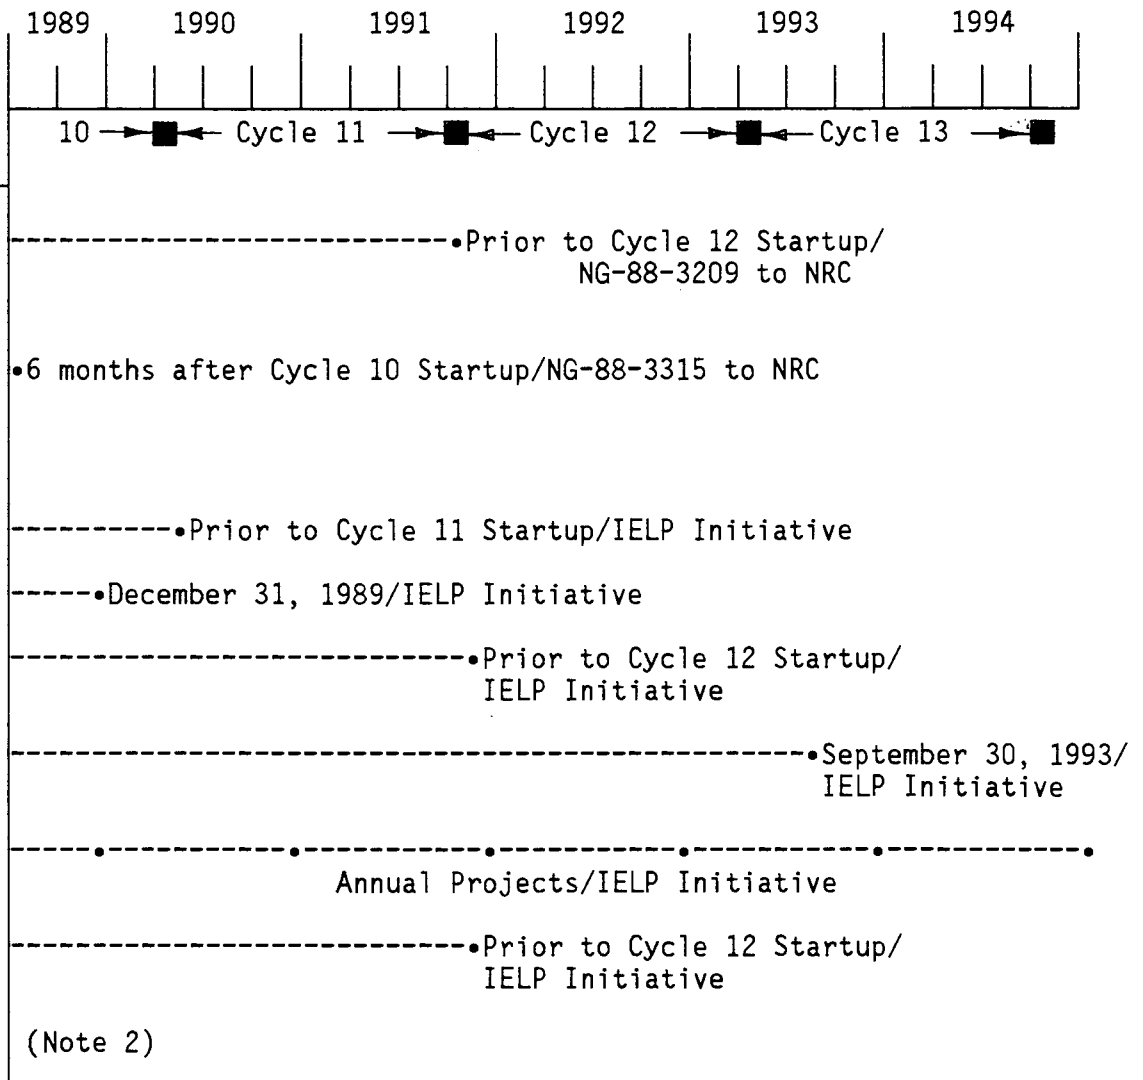 1989 1990 1991 1992 1993 1994
10 Cycle 11 Cycle 12 Cycle 13
Prior to Cycle 12 Startup/
NG-88-3209 to NRC
6 months after Cycle 10 Startup/NG-88-3315 to NRC
Prior to Cycle 11 Startup/IELP Initiative
December 31, 1989/IELP Initiative
Prior to Cycle 12 Startup/
IELP Initiative
September 30, 1993/
IELP Initiative
Annual Projects/IELP Initiative
Prior to Cycle 12 Startup/
IELP Initiative
(Note 2)